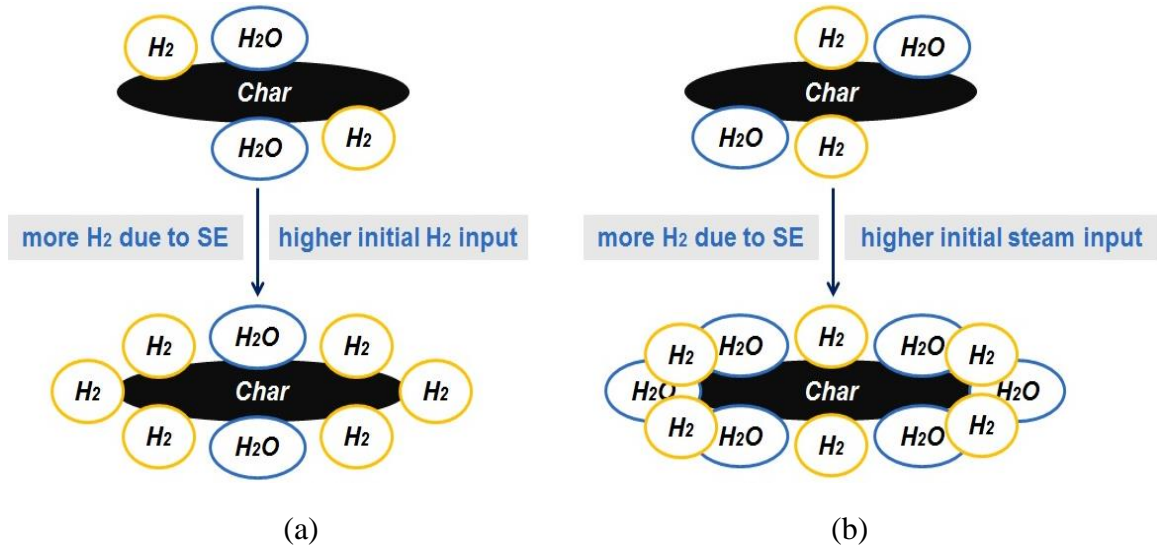 H2
H2O
Char
H2O
H2
more H2 due to SE
higher initial H2 input
H2
H2O
H2
H2
Char
H2
H2
H2O
H2
(a)
H2
H2O
Char
H2O
H2
more H2 due to SE
higher initial steam input
H2
H2O
H2
H2O
H2
H2O
Char
H2O
H2
H2O
H2
H2O
H2
(b)